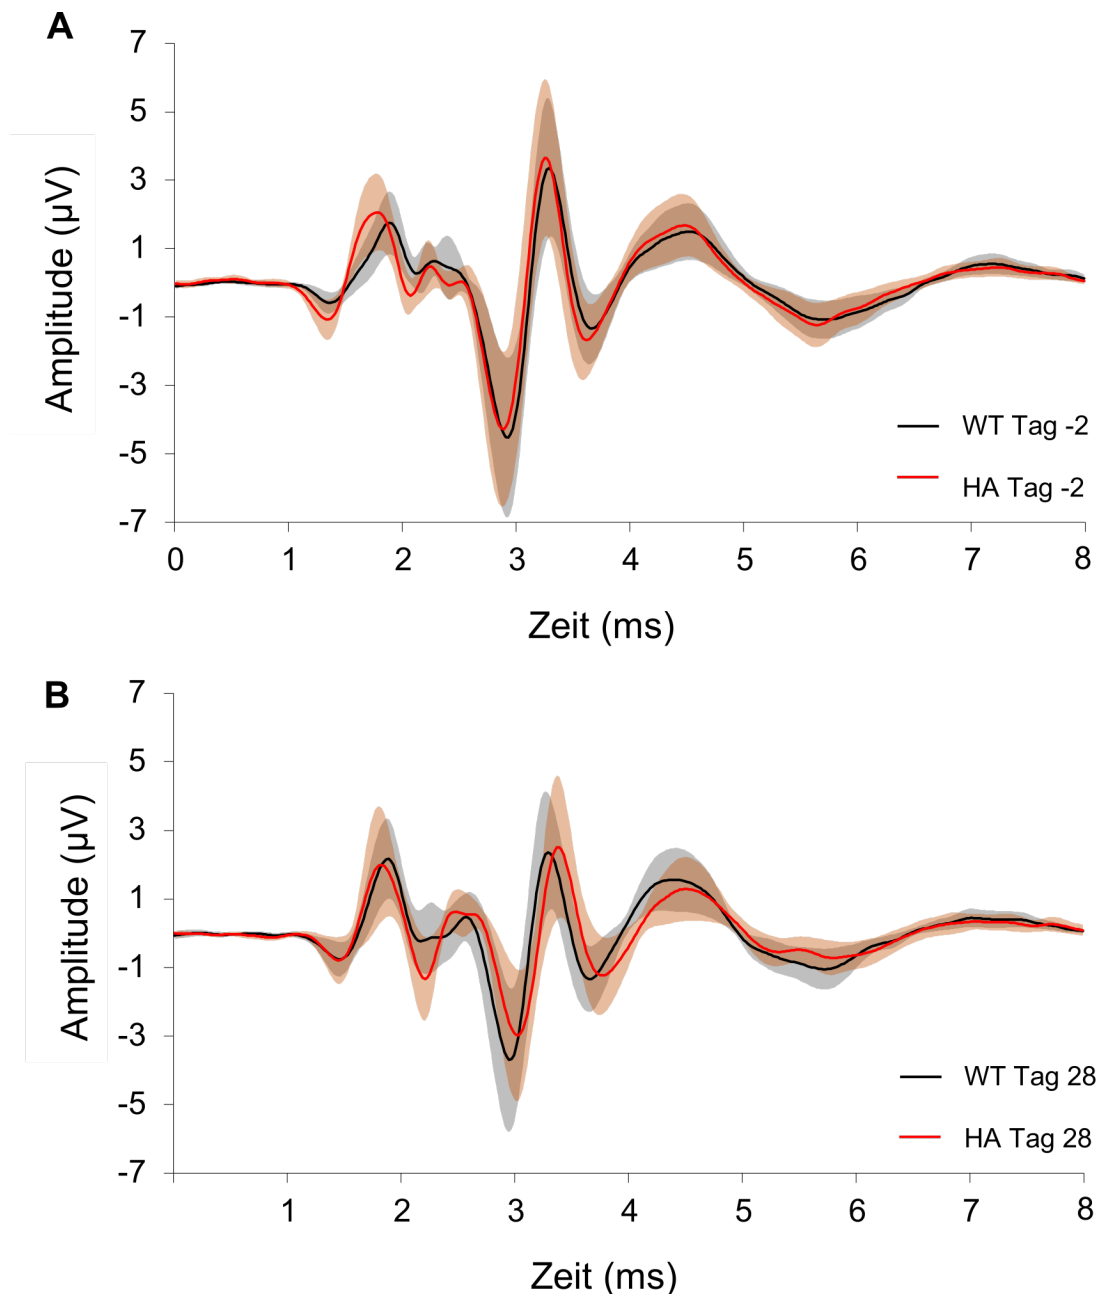 A
7
5
3
1
-1
-3
-5
-7
Amplitude (µV)
WT Tag -2
HA Tag -2
0 1 2 3 4 5 6 7 8
Zeit (ms)
B
7
5
3
1
-1
-3
-5
-7
Amplitude (µV)
WT Tag 28
HA Tag 28
1 2 3 4 5 6 7 8
Zeit (ms)